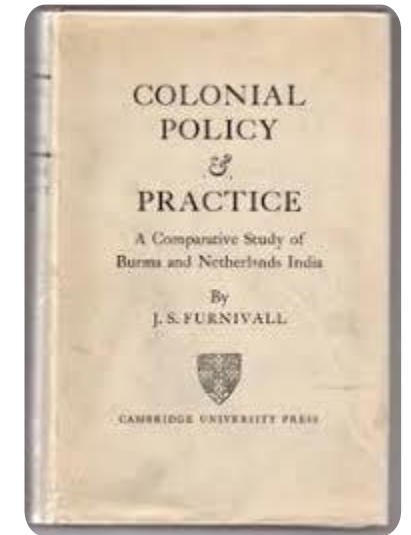 COLONIAL
POLICY
&
PRACTICE
A Comparative Study of
Burma and Netherlands India
By
J. S. FURNIVALL
CAMBRIDGE UNIVERSITY PRESS